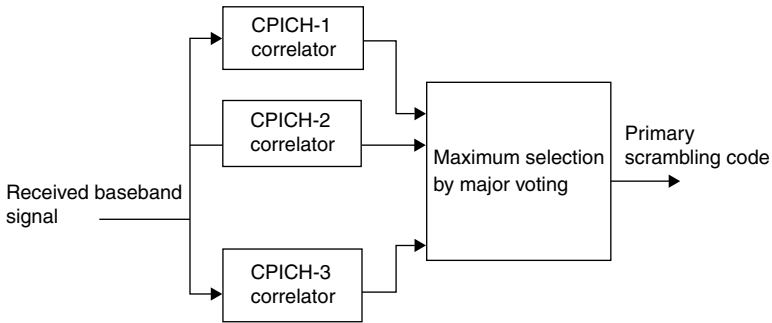 CPICH-1
correlator
CPICH-2
correlator
Primary
scrambling code
Maximum selection
by major voting
Received baseband
signal
CPICH-3
correlator